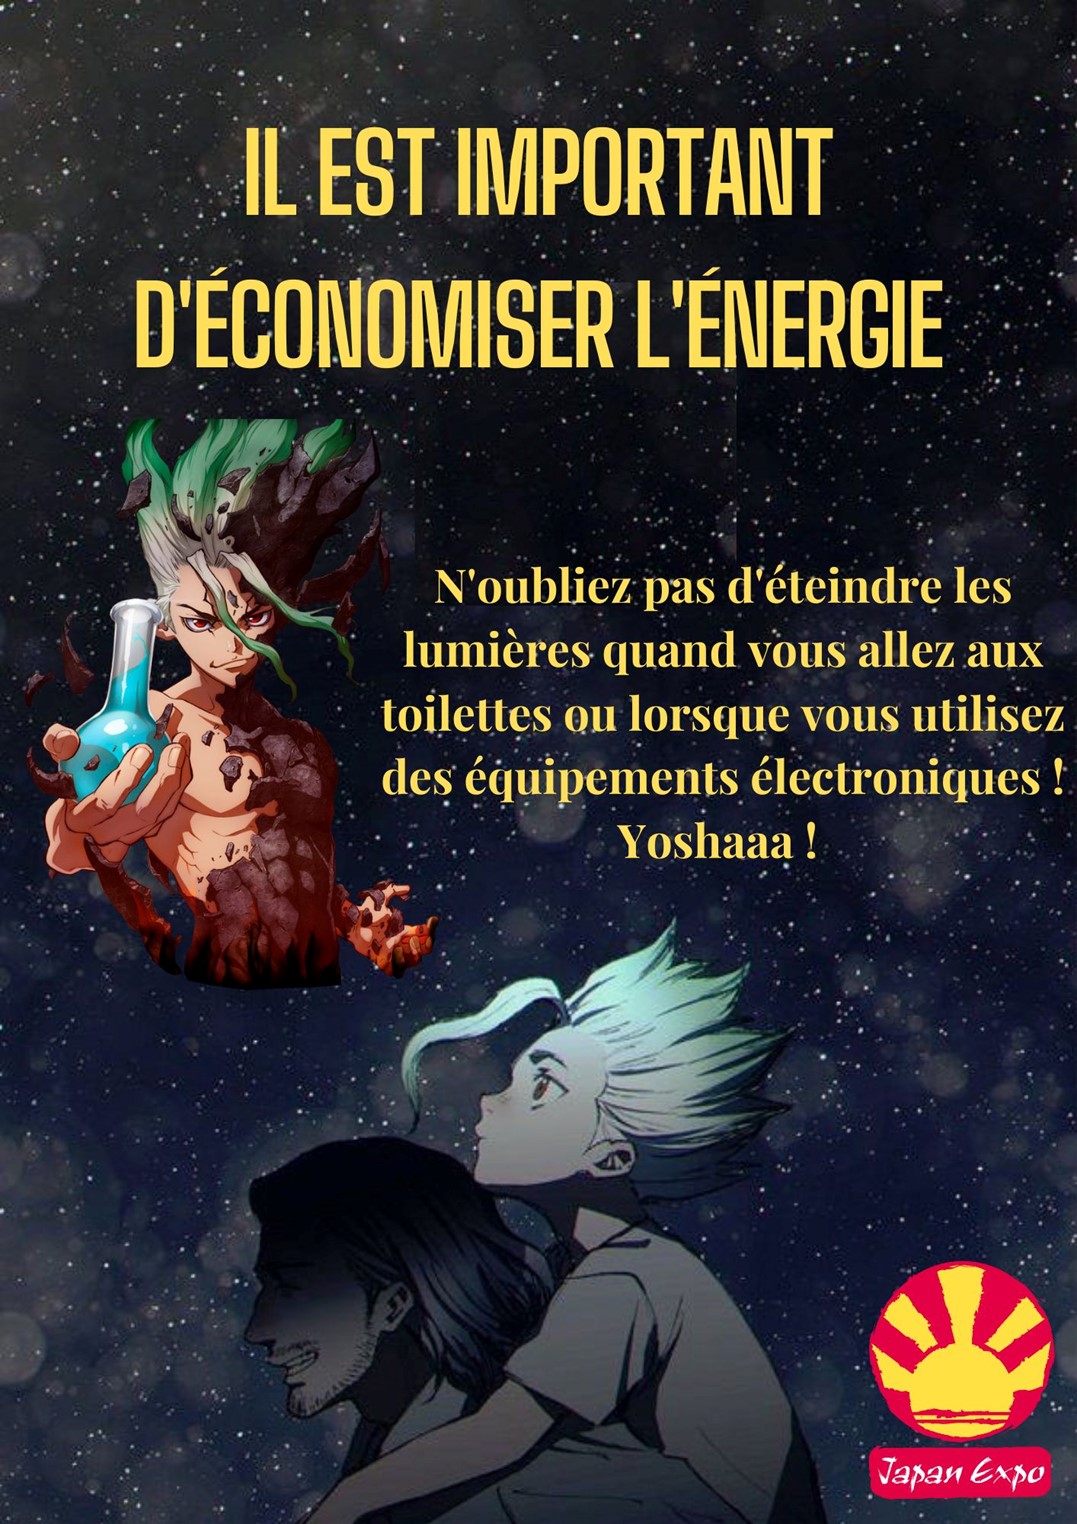 IL EST IMPORTANT
D'ÉCONOMISER L'ÉNERGIE
N'oubliez pas d'éteindre les
lumières quand vous allez aux
toilettes ou lorsque vous utilisez
des équipements électroniques !
Yoshaaa !
Japan Expo